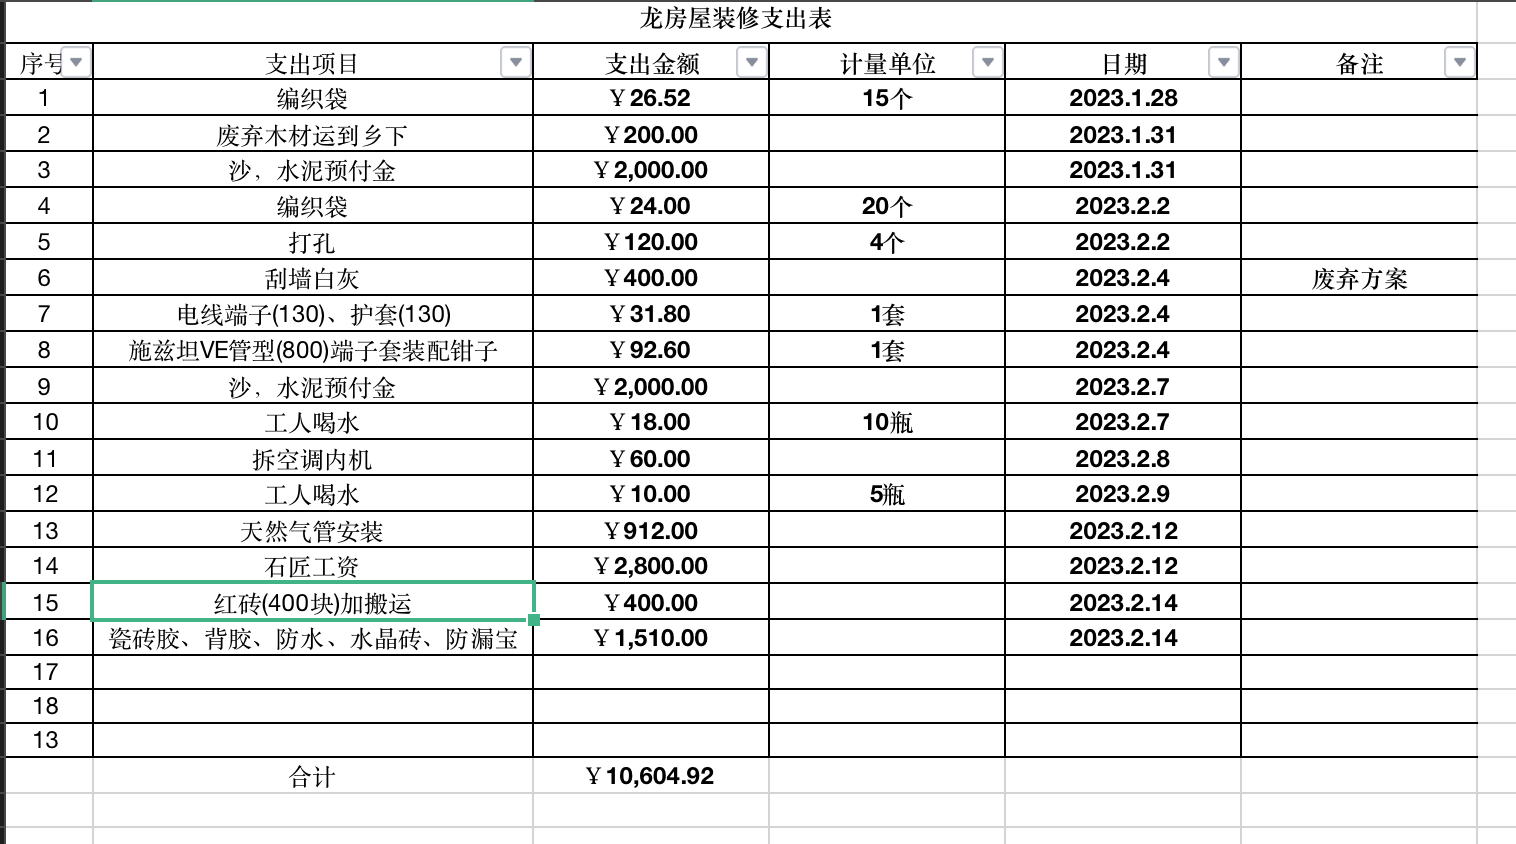 龙房屋装修支出表
序号 支出项目 支出金额 计量单位 日期 备注
1 编织袋 ￥26.52 15个 2023.1.28
2 废弃木材运到乡下 ￥200.00 2023.1.31
3 沙，水泥预付金 ￥2,000.00 2023.1.31
4 编织袋 ￥24.00 20个 2023.2.2
5 打孔 ￥120.00 4个 2023.2.2
6 刮墙白灰 ￥400.00 2023.2.4 废弃方案
7 电线端子(130)、护套(130) ￥31.80 1套 2023.2.4
8 施兹坦VE管型(800)端子套装配钳子 ￥92.60 1套 2023.2.4
9 沙，水泥预付金 ￥2,000.00 2023.2.7
10 工人喝水 ￥18.00 10瓶 2023.2.7
11 拆空调内机 ￥60.00 2023.2.8
12 工人喝水 ￥10.00 5瓶 2023.2.9
13 天然气管安装 ￥912.00 2023.2.12
14 石匠工资 ￥2,800.00 2023.2.12
15 红砖(400块)加搬运 ￥400.00 2023.2.14
16 瓷砖胶、背胶、防水、水晶砖、防漏宝 ￥1,510.00 2023.2.14
17
18
13
合计 ￥10,604.92